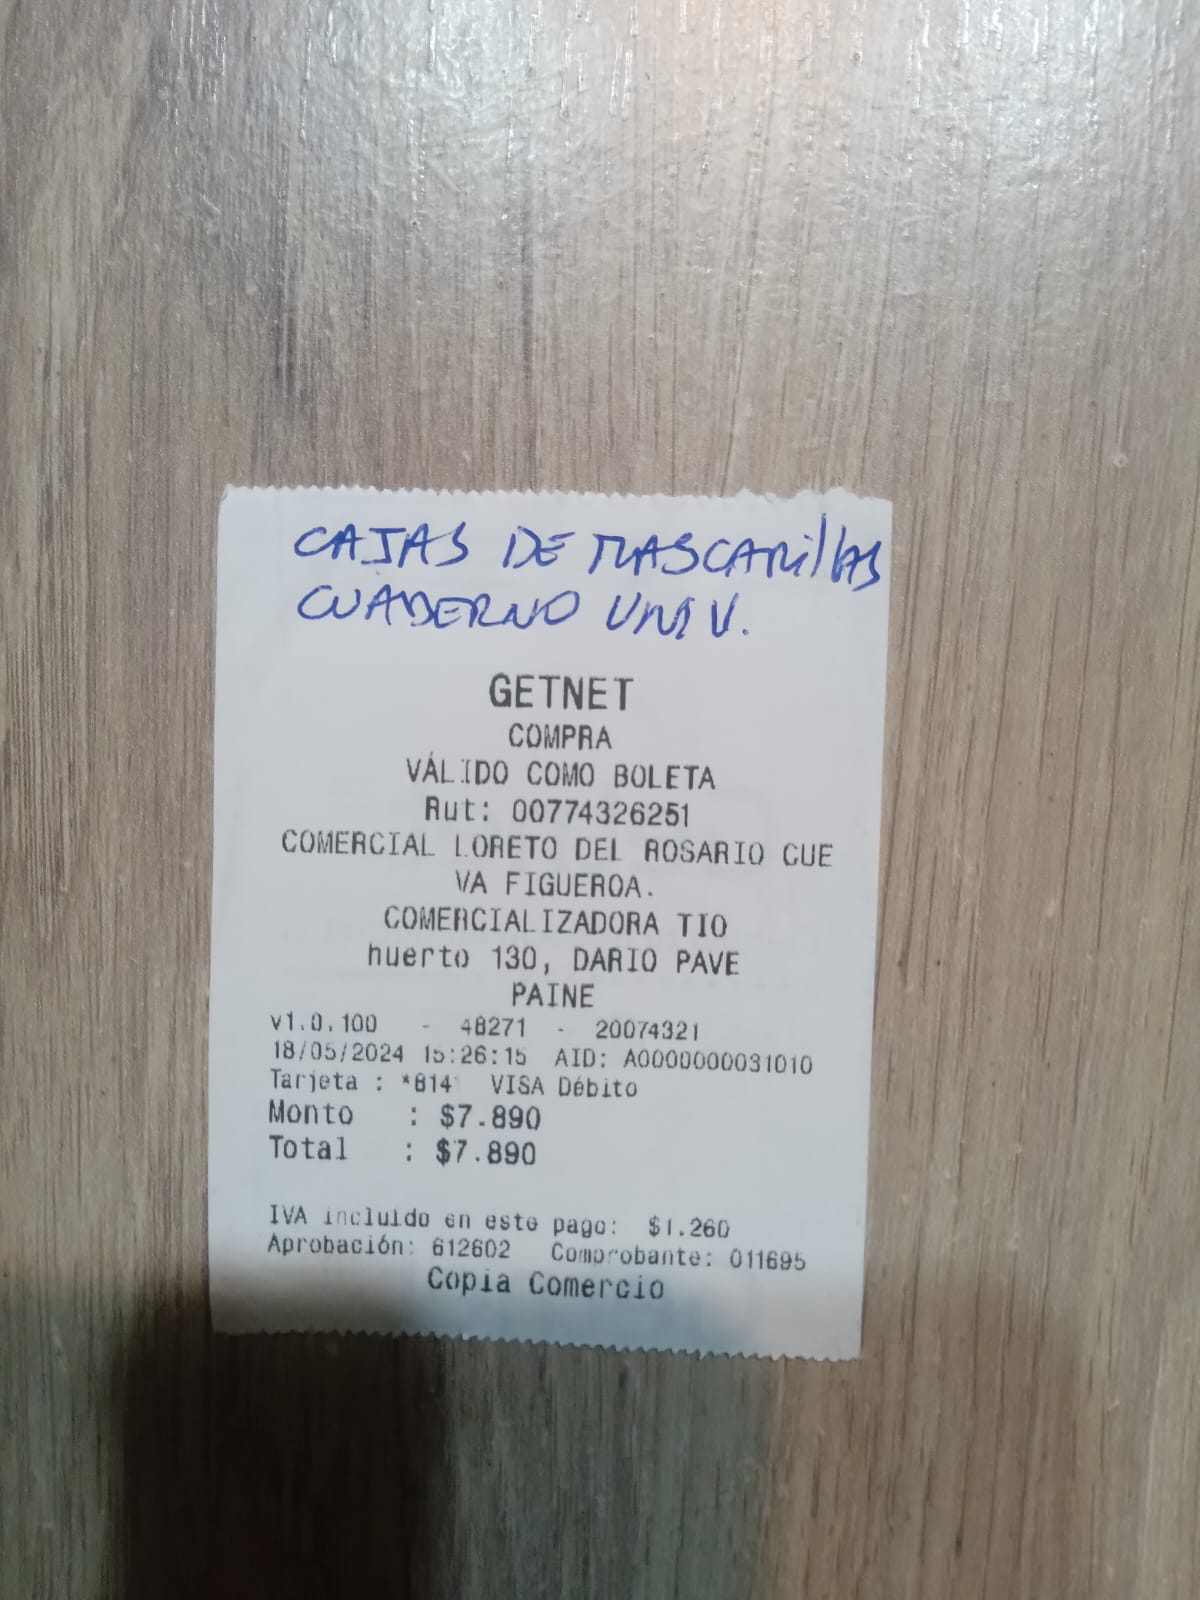 CAJAS DE MASCARillAS
CUADERNO UNIV.
GETNET
COMPRA
VÁLIDO COMO BOLETA
Rut: 00774326251
COMERCIAL LORETO DEL ROSARIO CUE
VA FIGUEROA.
COMERCIALIZADORA TIO
huerto 130, DARIO PAVE
PAINE
v1.0.100 - 48271 - 20074321
18/05/2024 15:26:15 AID: A0000000031010
Tarjeta : *814 VISA Débito
Monto : $7.890
Total : $7.890
IVA incluido en este pago: $1.260
Aprobación: 612602 Comprobante: 011695
Copia Comercio